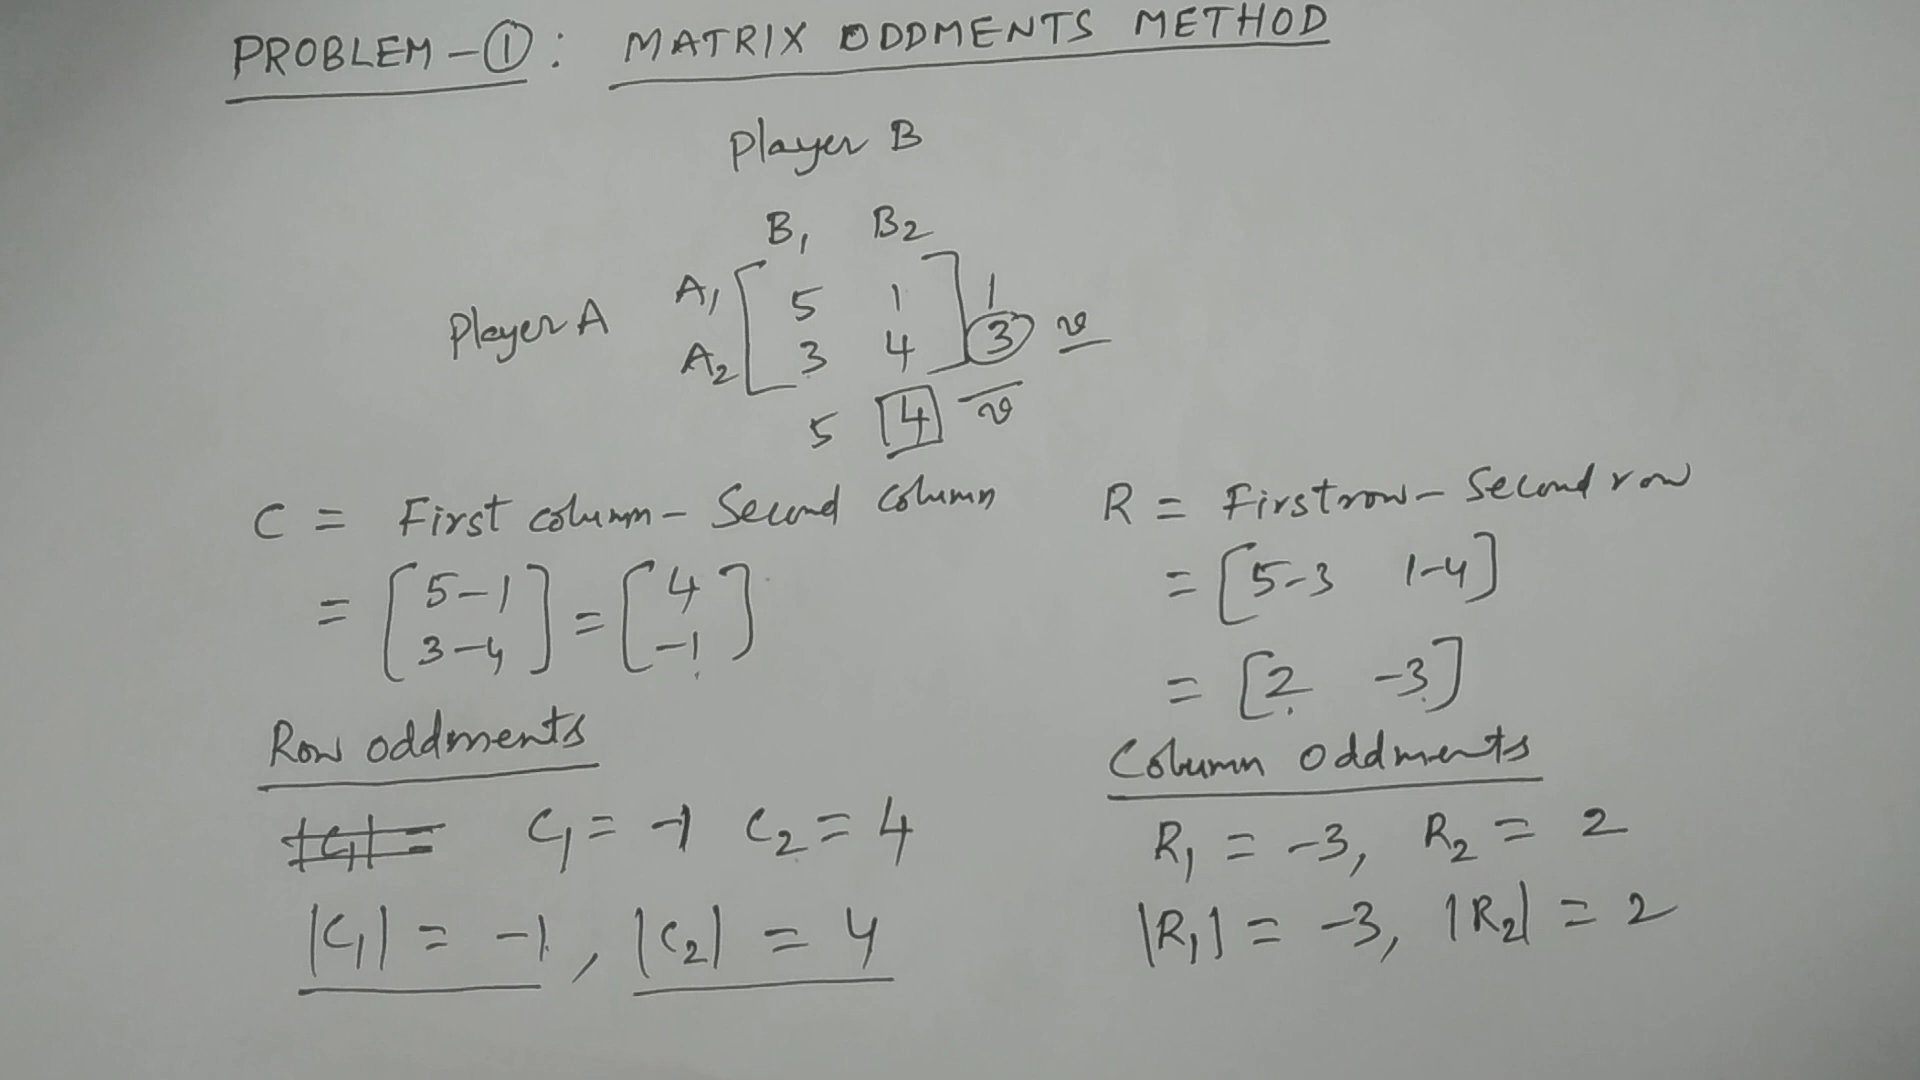 PROBLEM - ① : MATRIX ODDMENTS METHOD
Player B
B₁ B₂
Player A A₁ [ 5 1 ] 1
A₂ [ 3 4 ] ③ v̲
5 [4] v̅
C = First column - Second column
= [ 5-1 ] = [ 4 ]
[ 3-4 ] [ -1 ]
Row oddments
|C₁| = C₁ = -1 C₂ = 4
|C₁| = -1, |C₂| = 4
R = First row - Second row
= [ 5-3 1-4 ]
= [ 2 -3 ]
Column oddments
R₁ = -3, R₂ = 2
|R₁| = -3, |R₂| = 2